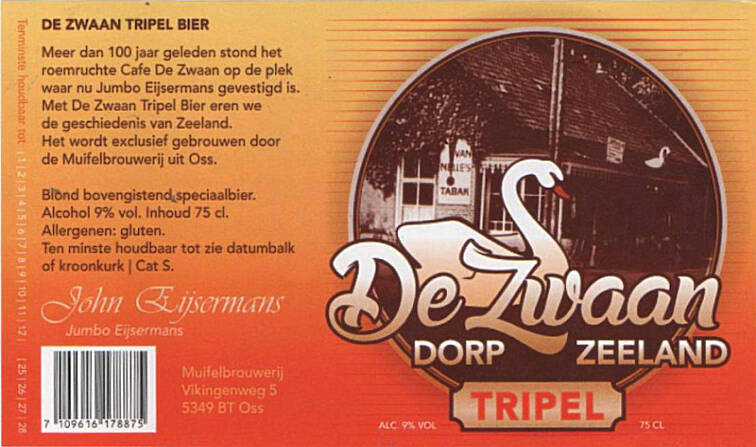 DE ZWAAN TRIPEL BIER
Meer dan 100 jaar geleden stond het
roemruchte Cafe De Zwaan op de plek
waar nu Jumbo Eijsermans gevestigd is.
Met De Zwaan Tripel Bier eren we
de geschiedenis van Zeeland.
Het wordt exclusief gebrouwen door
de Muifelbrouwerij uit Oss.
Blond bovengistend speciaalbier.
Alcohol 9% vol. Inhoud 75 cl.
Allergenen: gluten.
Ten minste houdbaar tot zie datumbalk
of kroonkurk | Cat S.
John Eijsermans
Jumbo Eijsermans
7 109616 178875
Muifelbrouwerij
Vikingenweg 5
5349 BT Oss
Tenminste houdbaar tot | 1 | 2 | 3 | 4 | 5 | 6 | 7 | 8 | 9 | 10 | 11 | 12 | | 25 | 26 | 27 | 28
VAN
NELLE'S
TABAK
De Zwaan
DORP ZEELAND
TRIPEL
ALC. 9% VOL
75 CL